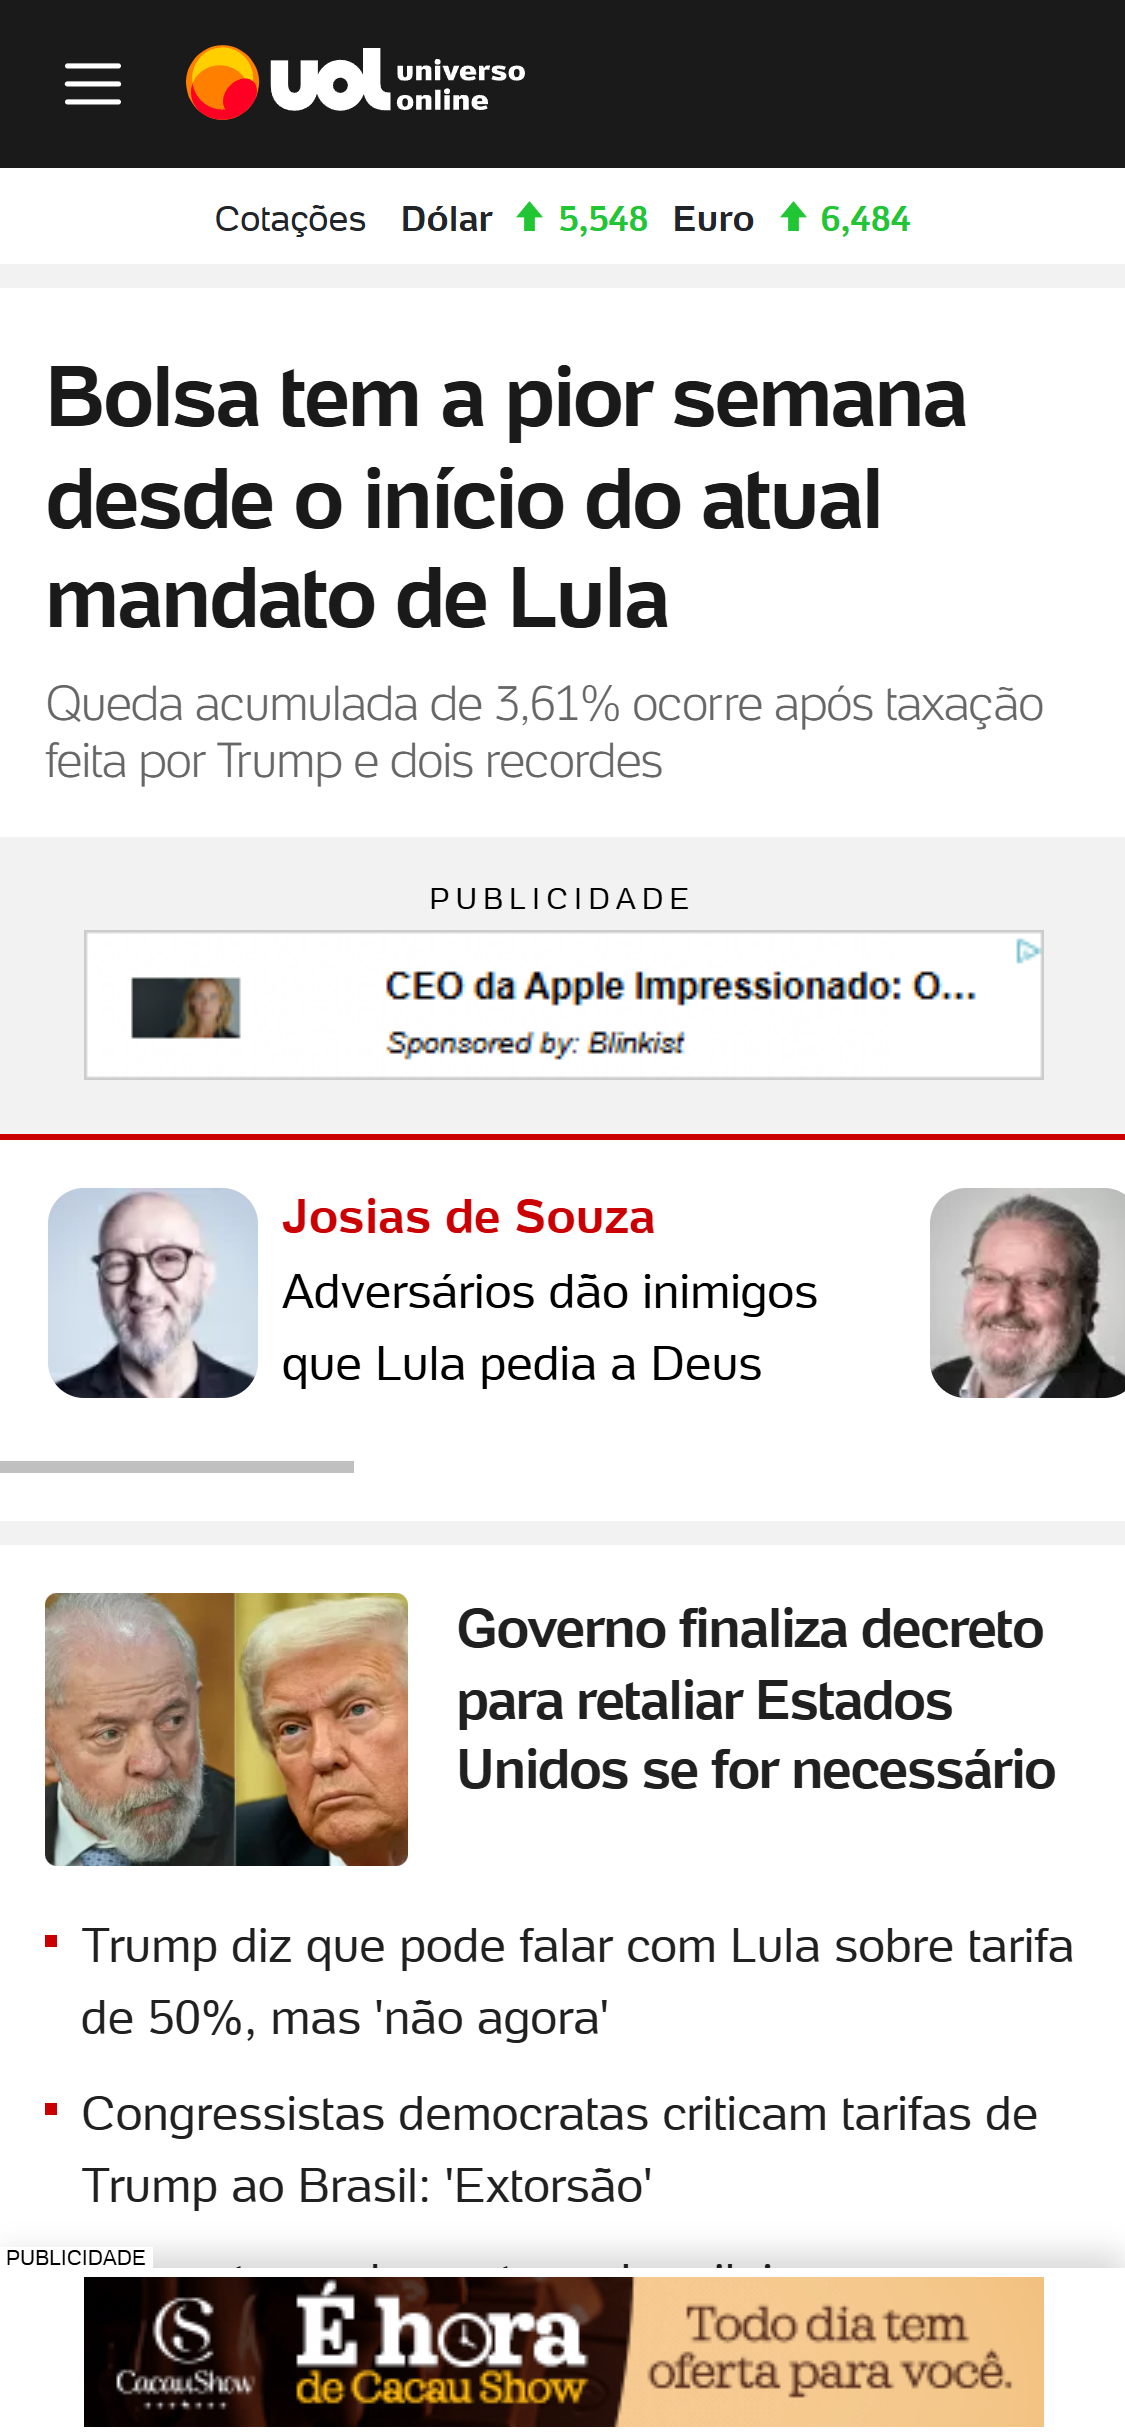 uol universo
online
Cotações Dólar 5,548 Euro 6,484
Bolsa tem a pior semana
desde o início do atual
mandato de Lula
Queda acumulada de 3,61% ocorre após taxação
feita por Trump e dois recordes
PUBLICIDADE
CEO da Apple Impressionado: O...
Sponsored by: Blinkist
Josias de Souza
Adversários dão inimigos
que Lula pedia a Deus
Governo finaliza decreto
para retaliar Estados
Unidos se for necessário
Trump diz que pode falar com Lula sobre tarifa
de 50%, mas 'não agora'
Congressistas democratas criticam tarifas de
Trump ao Brasil: 'Extorsão'
PUBLICIDADE
CS
CacauShow
É hora
de Cacau Show
Todo dia tem
oferta para você.